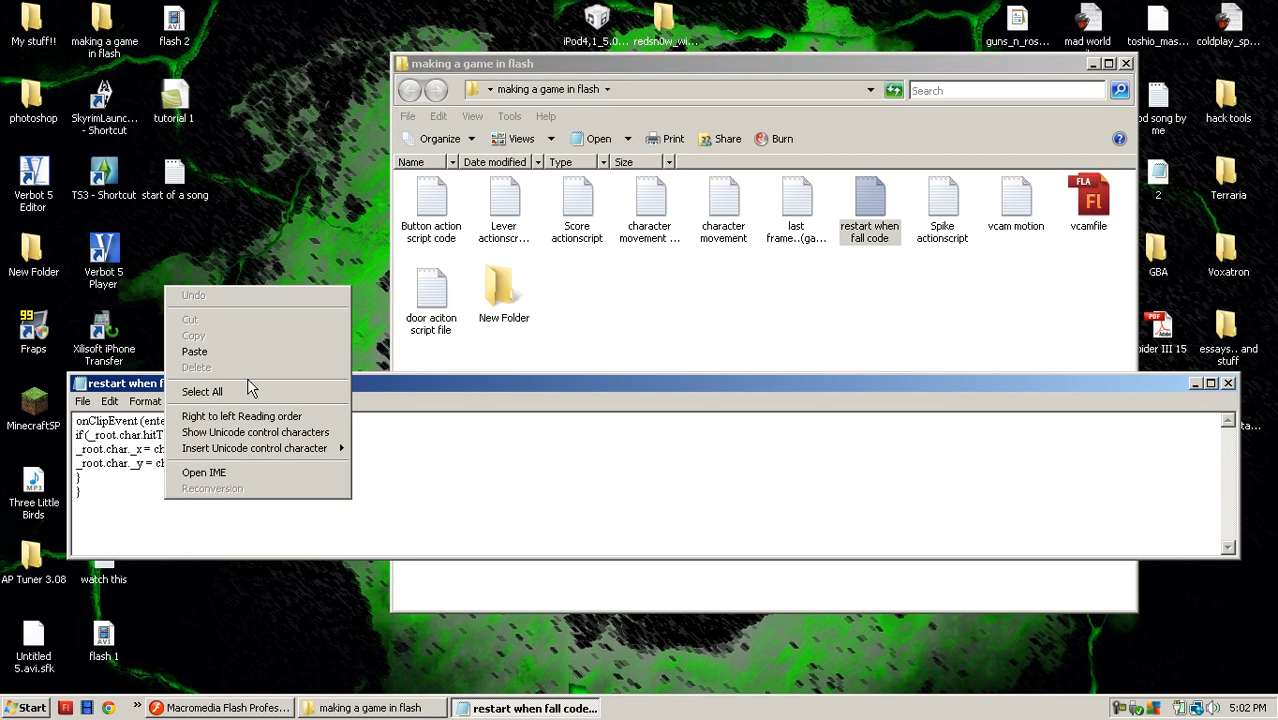 My stuff!!
making a game
in flash
flash 2
iPod4,1_5.0...
redsn0w_wi...
guns_n_ros...
mad world
toshio_mas...
coldplay_sp...
making a game in flash
making a game in flash
Search
File
Edit
View
Tools
Help
Organize
Views
Open
Print
Share
Burn
Name
Date modified
Type
Size
photoshop
SkyrimLaunc...
- Shortcut
tutorial 1
od song by
me
hack tools
Verbot 5
Editor
TS3 - Shortcut
start of a song
2
Terraria
Button action
script code
Lever
actionscr...
Score
actionscript
character
movement ...
character
movement
last
frame..(ga...
restart when
fall code
Spike
actionscript
vcam motion
FLA
Fl
vcamfile
New Folder
Verbot 5
Player
GBA
Voxatron
door aciton
script file
New Folder
99
Fraps
Xilisoft iPhone
Transfer
PDF
pider III 15
essays.. and
stuff
Undo
Cut
Copy
Paste
Delete
Select All
Right to left Reading order
Show Unicode control characters
Insert Unicode control character
Open IME
Reconversion
restart when f
File
Edit
Format
onClipEvent (ente
if (_root.char.hitT
_root.char._x = ch
_root.char._y = ch
}
}
MinecraftSP
MP3
Three Little
Birds
AP Tuner 3.08
watch this
Untitled
5.avi.sfk
AVI
flash 1
Start
Macromedia Flash Profes...
making a game in flash
restart when fall code...
5:02 PM